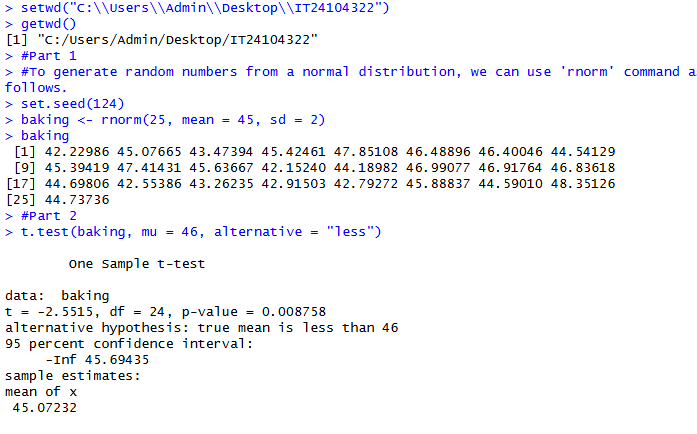 > setwd("C:\\Users\\Admin\\Desktop\\IT24104322")
> getwd()
[1] "C:/Users/Admin/Desktop/IT24104322"
> #Part 1
> #To generate random numbers from a normal distribution, we can use 'rnorm' command a
follows.
> set.seed(124)
> baking <- rnorm(25, mean = 45, sd = 2)
> baking
 [1] 42.22986 45.07665 43.47394 45.42461 47.85108 46.48896 46.40046 44.54129
 [9] 45.39419 47.41431 45.63667 42.15240 44.18982 46.99077 46.91764 46.83618
[17] 44.69806 42.55386 43.26235 42.91503 42.79272 45.88837 44.59010 48.35126
[25] 44.73736
> #Part 2
> t.test(baking, mu = 46, alternative = "less")

        One Sample t-test

data:  baking
t = -2.5515, df = 24, p-value = 0.008758
alternative hypothesis: true mean is less than 46
95 percent confidence interval:
     -Inf 45.69435
sample estimates:
mean of x
 45.07232